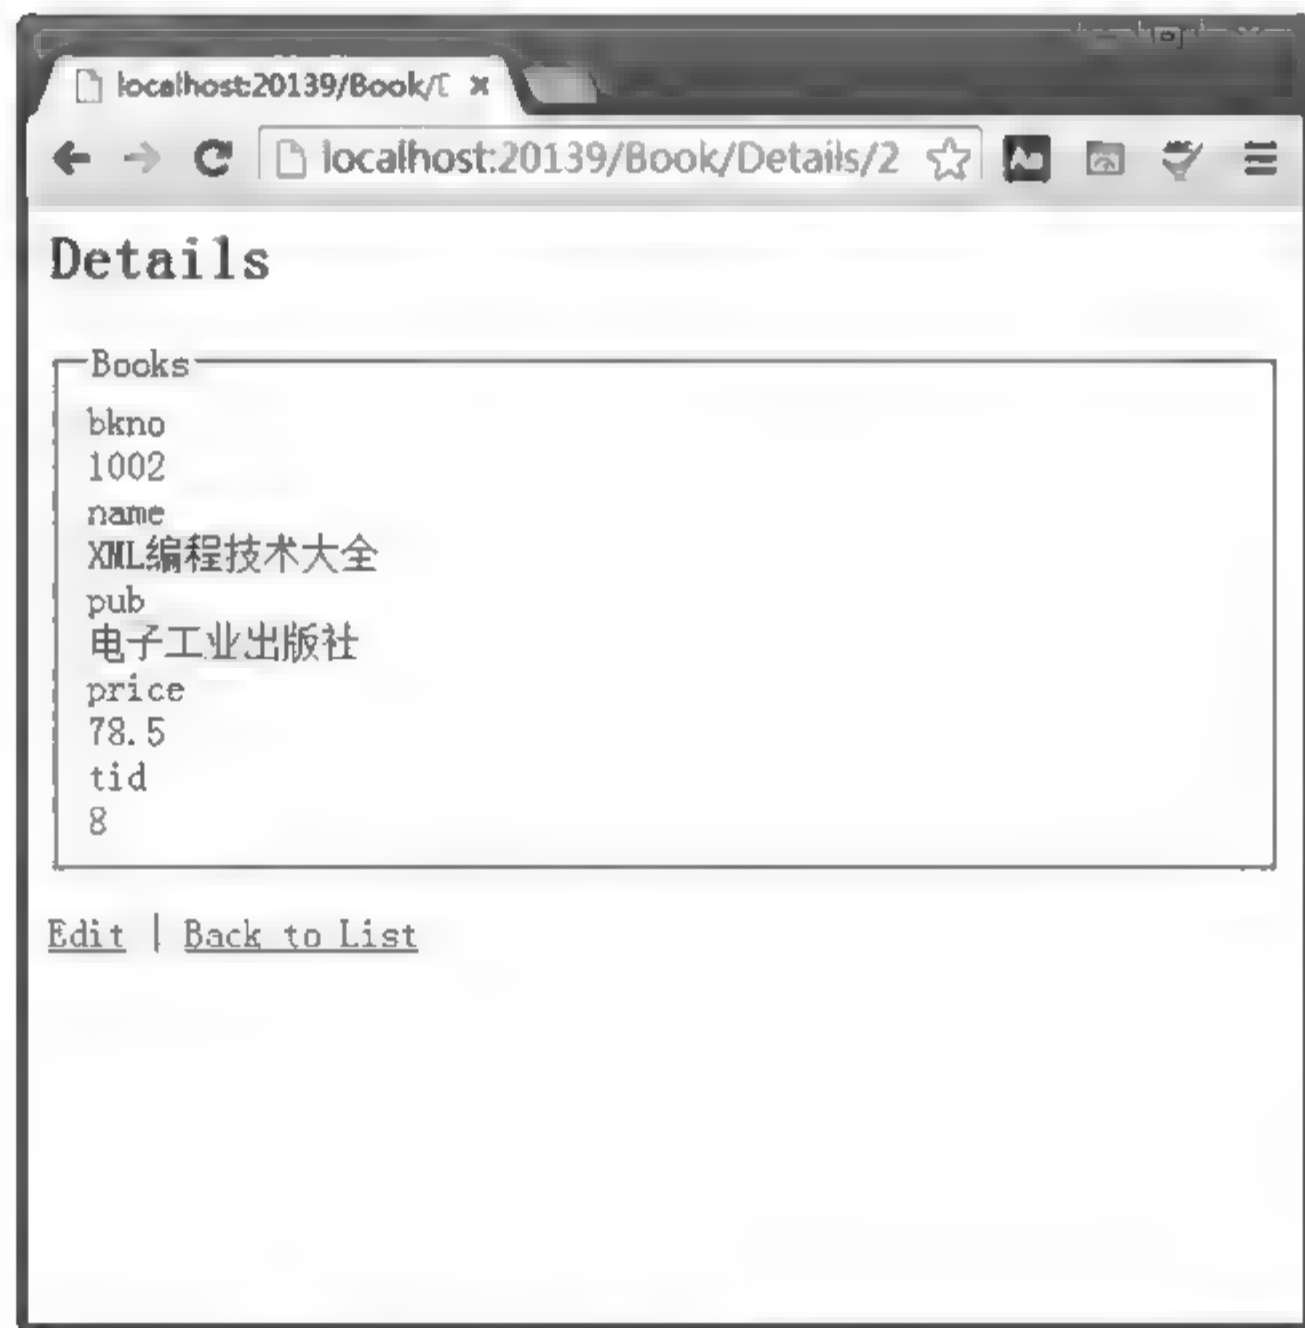 localhost:20139/Book/D
localhost:20139/Book/Details/2
Details
Books
bkno
1002
name
XML编程技术大全
pub
电子工业出版社
price
78.5
tid
8
Edit | Back to List